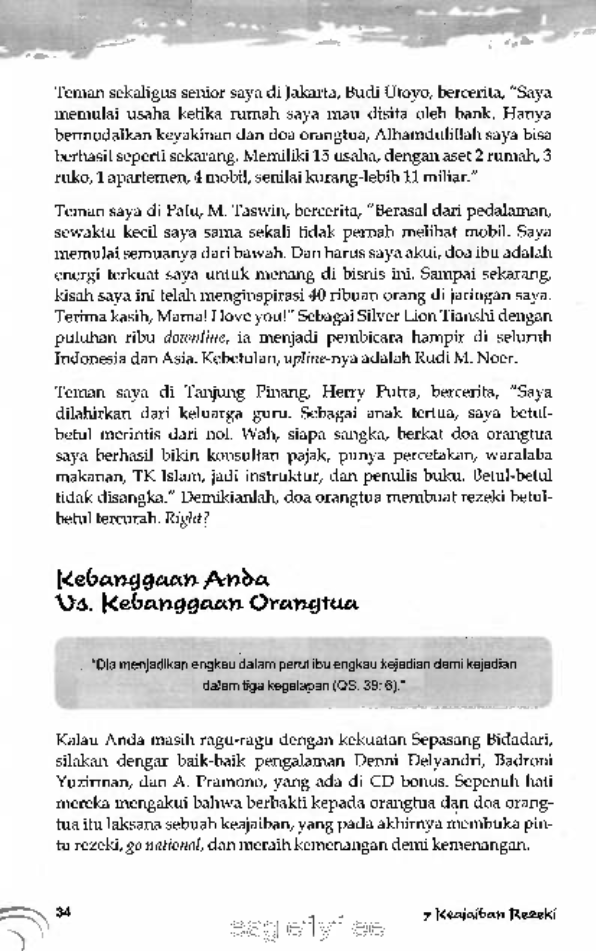 Teman sekaligus senior saya di Jakarta, Budi Utoyo, bercerita, "Saya
memulai usaha ketika rumah saya mau disita oleh bank. Hanya
bermodalkan keyakinan dan doa orangtua, Alhamdulillah saya bisa
berhasil seperti sekarang. Memiliki 15 usaha, dengan aset 2 rumah, 3
ruko, 1 apartemen, 4 mobil, senilai kurang-lebih 11 miliar."
Teman saya di Palu, M. Taswin, bercerita, "Berasal dari pedalaman,
sewaktu kecil saya sama sekali tidak pernah melihat mobil. Saya
memulai semuanya dari bawah. Dan harus saya akui, doa ibu adalah
energi terkuat saya untuk menang di bisnis ini. Sampai sekarang,
kisah saya ini telah menginspirasi 40 ribuan orang di jaringan saya.
Terima kasih, Mama! I love you!" Sebagai Silver Lion Tianshi dengan
puluhan ribu downline, ia menjadi pembicara hampir di seluruh
Indonesia dan Asia. Kebetulan, upline-nya adalah Rudi M. Noer.
Teman saya di Tanjung Pinang, Herry Putra, bercerita, "Saya
dilahirkan dari keluarga guru. Sebagai anak tertua, saya betul-
betul merintis dari nol. Wah, siapa sangka, berkat doa orangtua
saya berhasil bikin konsultan pajak, punya percetakan, waralaba
makanan, TK Islam, jadi instruktur, dan penulis buku. Betul-betul
tidak disangka." Demikianlah, doa orangtua membuat rezeki betul-
betul tercurah. Right?
Kebanggaan Anda
Vs. Kebanggaan Orangtua
"Dia menjadikan engkau dalam perut ibu engkau kejadian demi kejadian
dalam tiga kegelapan (QS. 39: 6)."
Kalau Anda masih ragu-ragu dengan kekuatan Sepasang Bidadari,
silakan dengar baik-baik pengalaman Denni Delyandri, Badroni
Yuzirman, dan A. Pramono, yang ada di CD bonus. Sepenuh hati
mereka mengakui bahwa berbakti kepada orangtua dan doa orang-
tua itu laksana sebuah keajaiban, yang pada akhirnya membuka pin-
tu rezeki, go national, dan meraih kemenangan demi kemenangan.
34
7 Keajaiban Rezeki